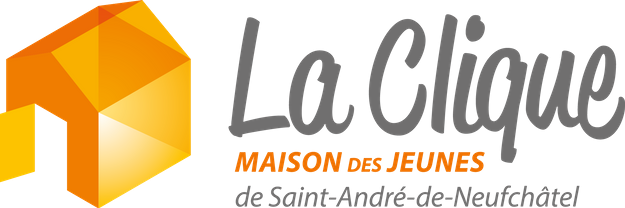 La Clique
MAISON DES JEUNES
de Saint-André-de-Neufchâtel